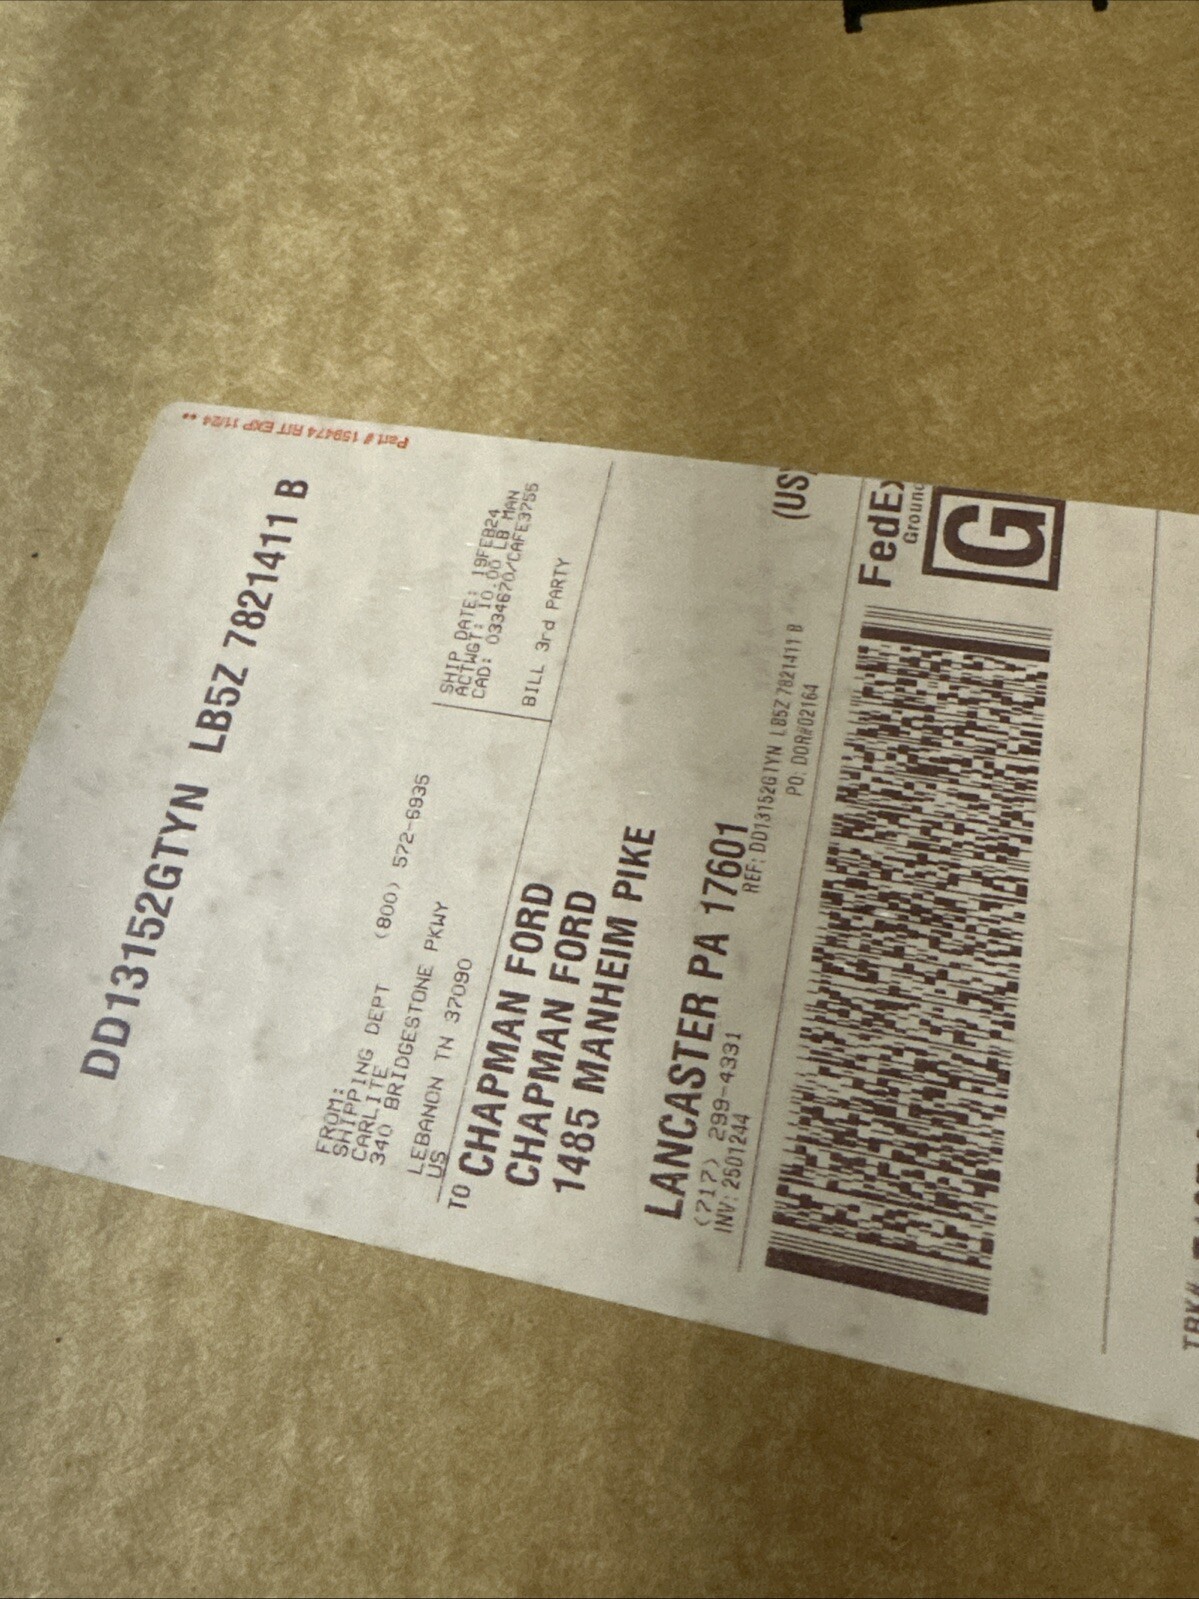 Part # 159474 RIT EXP 11/24 **
DD13152GTYN LB5Z 7821411 B
FROM:
SHIPPING DEPT (800) 572-6935
CARLITE
340 BRIDGESTONE PKWY
LEBANON TN 37090
US
SHIP DATE: 19FEB24
ACTWGT: 10.00 LB MAN
CAD: 0334670/CAFE3755
BILL 3rd PARTY
TO CHAPMAN FORD
CHAPMAN FORD
1485 MANHEIM PIKE
LANCASTER PA 17601
(US)
(717) 299-4331
REF: DD13152GTYN LB5Z 7821411 B
INV: 2501244
PO: DOR#02164
FedEx
Ground
G